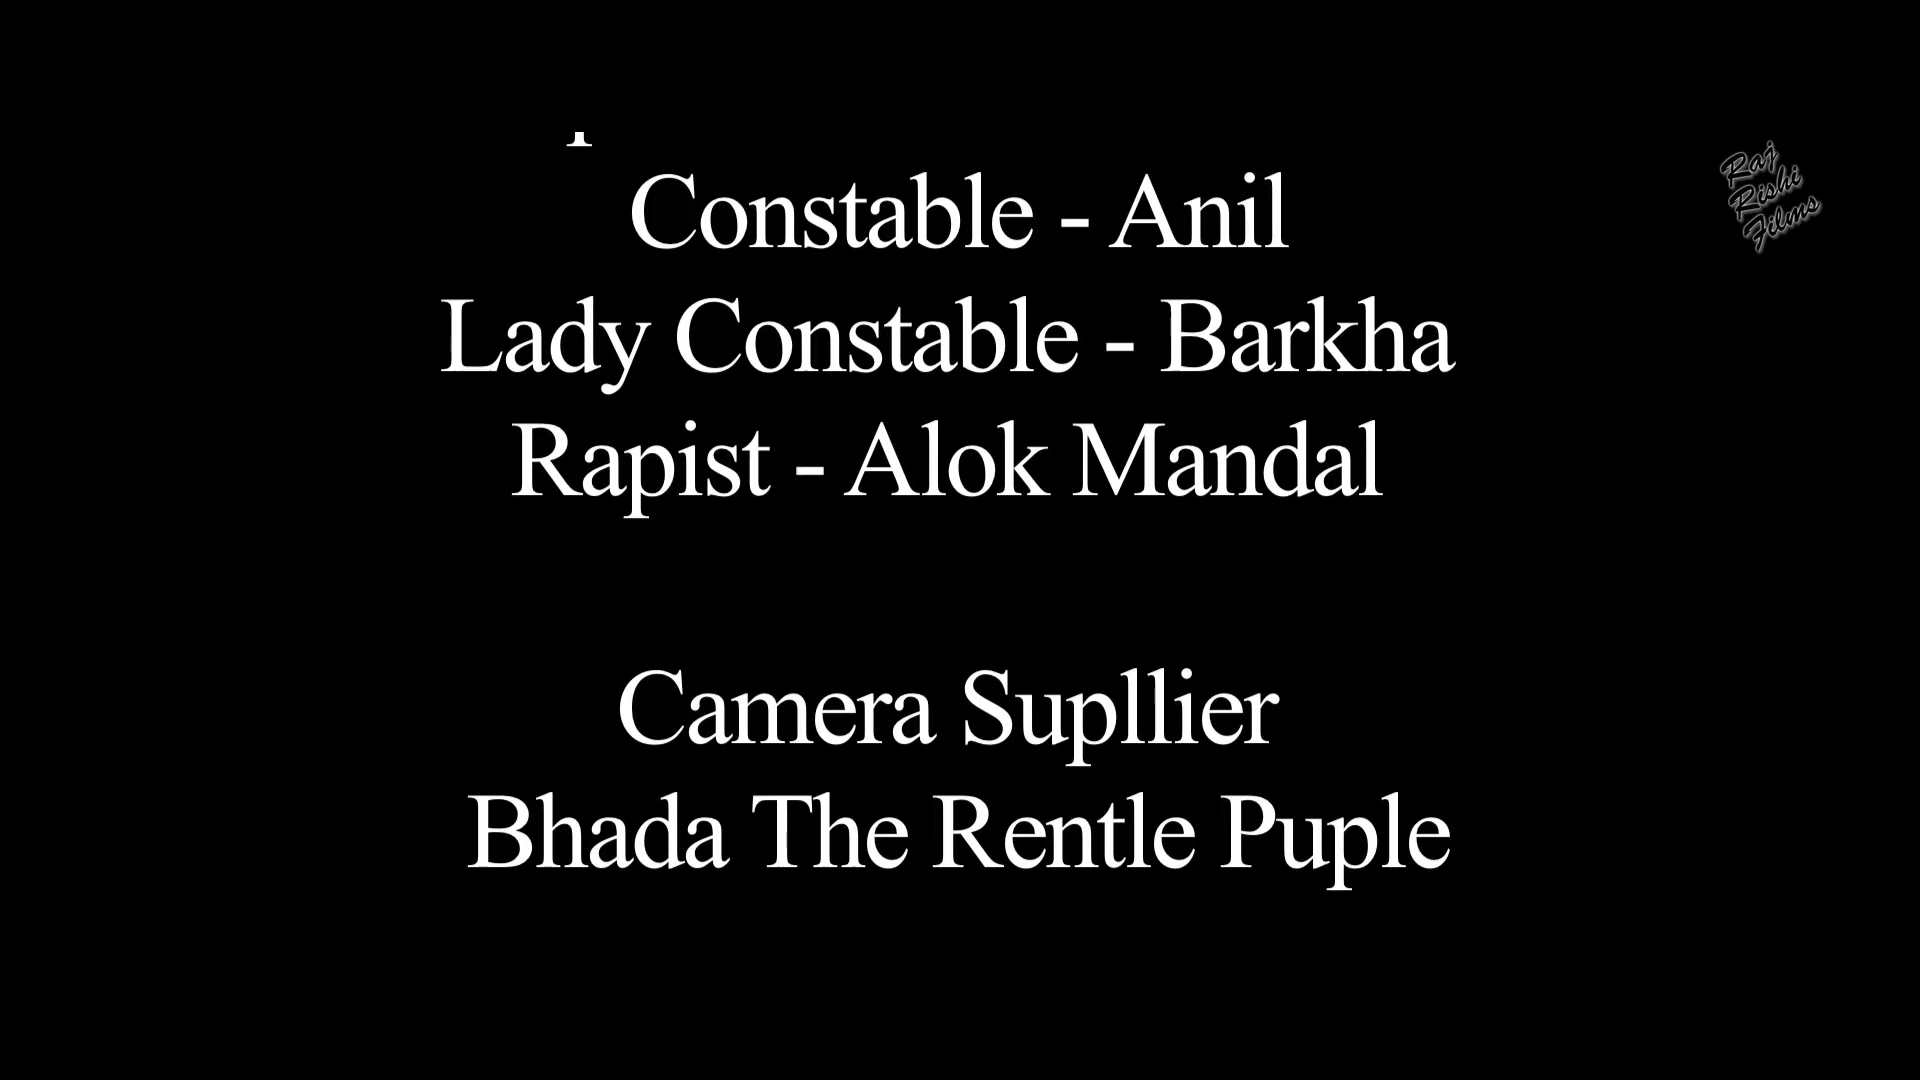 Constable - Anil
Lady Constable - Barkha
Rapist - Alok Mandal
Camera Supllier
Bhada The Rentle Puple
Raj
Rishi
Films